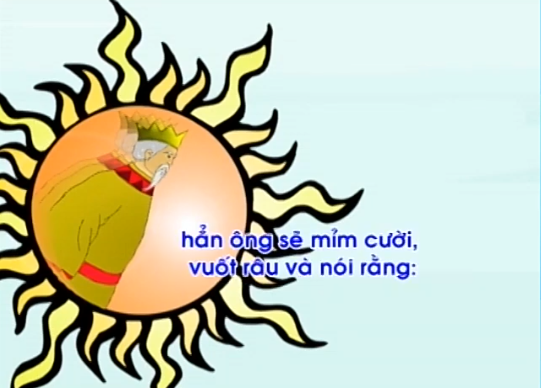 hẳn ông sẽ mỉm cười,
vuốt râu và nói rằng: